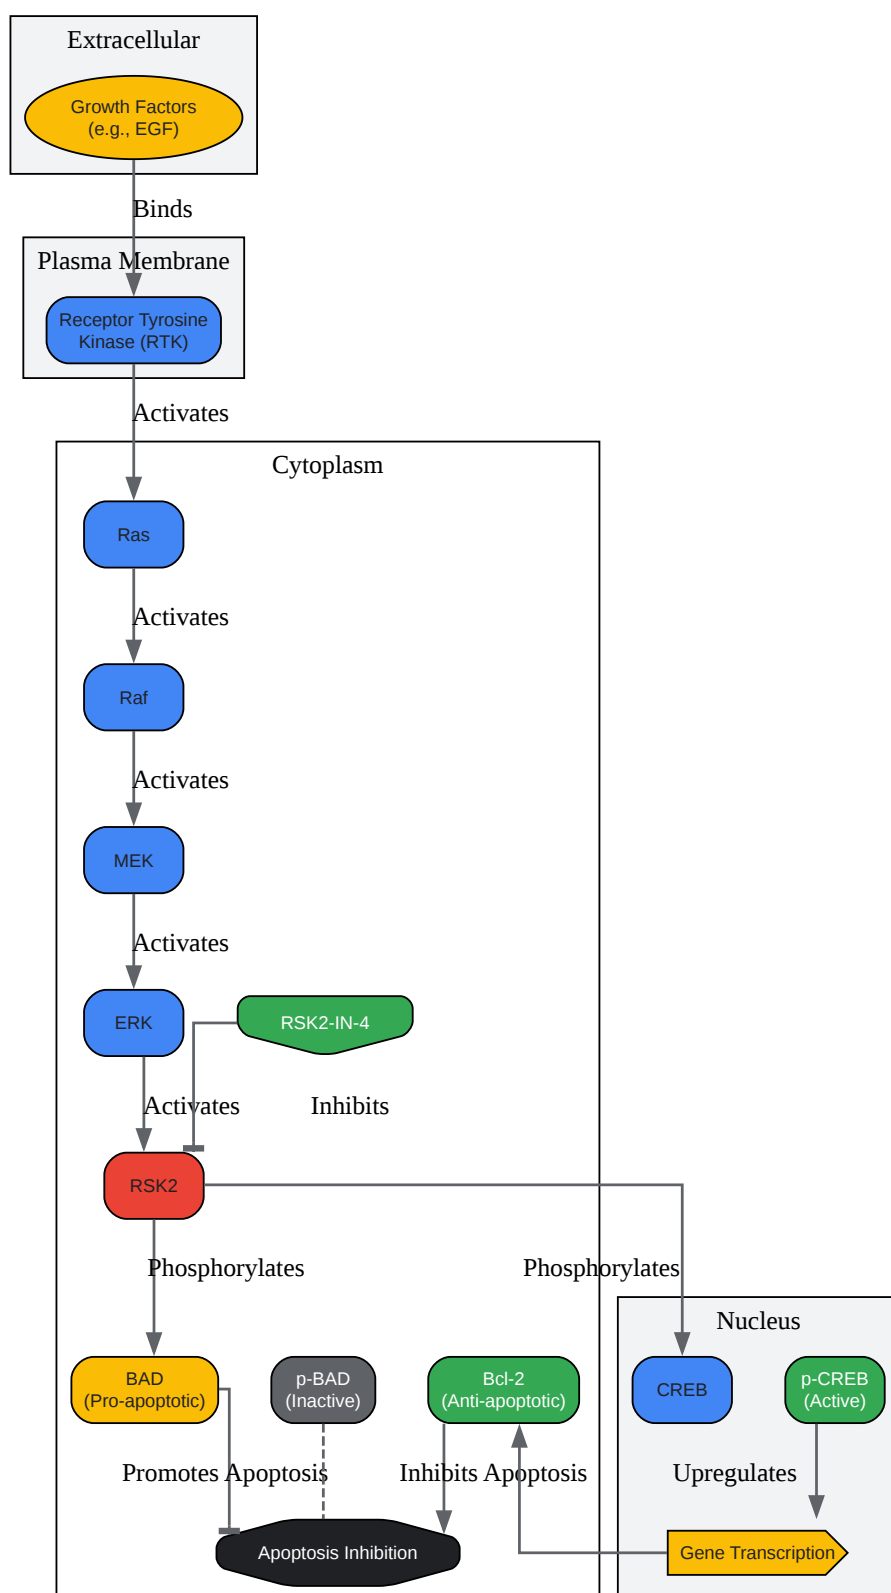 Extracellular
Growth Factors
(e.g., EGF)
Binds
Plasma Membrane
Receptor Tyrosine
Kinase (RTK)
Activates
Cytoplasm
Ras
Activates
Raf
Activates
MEK
Activates
ERK
RSK2-IN-4
Activates
Inhibits
RSK2
Phosphorylates
Phosphorylates
Nucleus
BAD
(Pro-apoptotic)
p-BAD
(Inactive)
Bcl-2
(Anti-apoptotic)
CREB
p-CREB
(Active)
Promotes Apoptosis
Inhibits Apoptosis
Upregulates
Apoptosis Inhibition
Gene Transcription